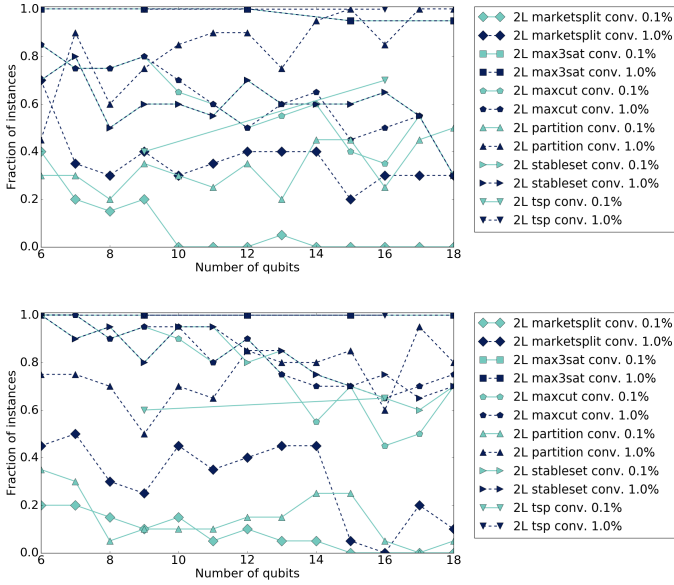 1.0
0.8
0.6
0.4
0.2
0.0
Fraction of instances
6
8
10
12
14
16
18
Number of qubits
2L marketsplit conv. 0.1%
2L marketsplit conv. 1.0%
2L max3sat conv. 0.1%
2L max3sat conv. 1.0%
2L maxcut conv. 0.1%
2L maxcut conv. 1.0%
2L partition conv. 0.1%
2L partition conv. 1.0%
2L stableset conv. 0.1%
2L stableset conv. 1.0%
2L tsp conv. 0.1%
2L tsp conv. 1.0%
1.0
0.8
0.6
0.4
0.2
0.0
Fraction of instances
6
8
10
12
14
16
18
Number of qubits
2L marketsplit conv. 0.1%
2L marketsplit conv. 1.0%
2L max3sat conv. 0.1%
2L max3sat conv. 1.0%
2L maxcut conv. 0.1%
2L maxcut conv. 1.0%
2L partition conv. 0.1%
2L partition conv. 1.0%
2L stableset conv. 0.1%
2L stableset conv. 1.0%
2L tsp conv. 0.1%
2L tsp conv. 1.0%